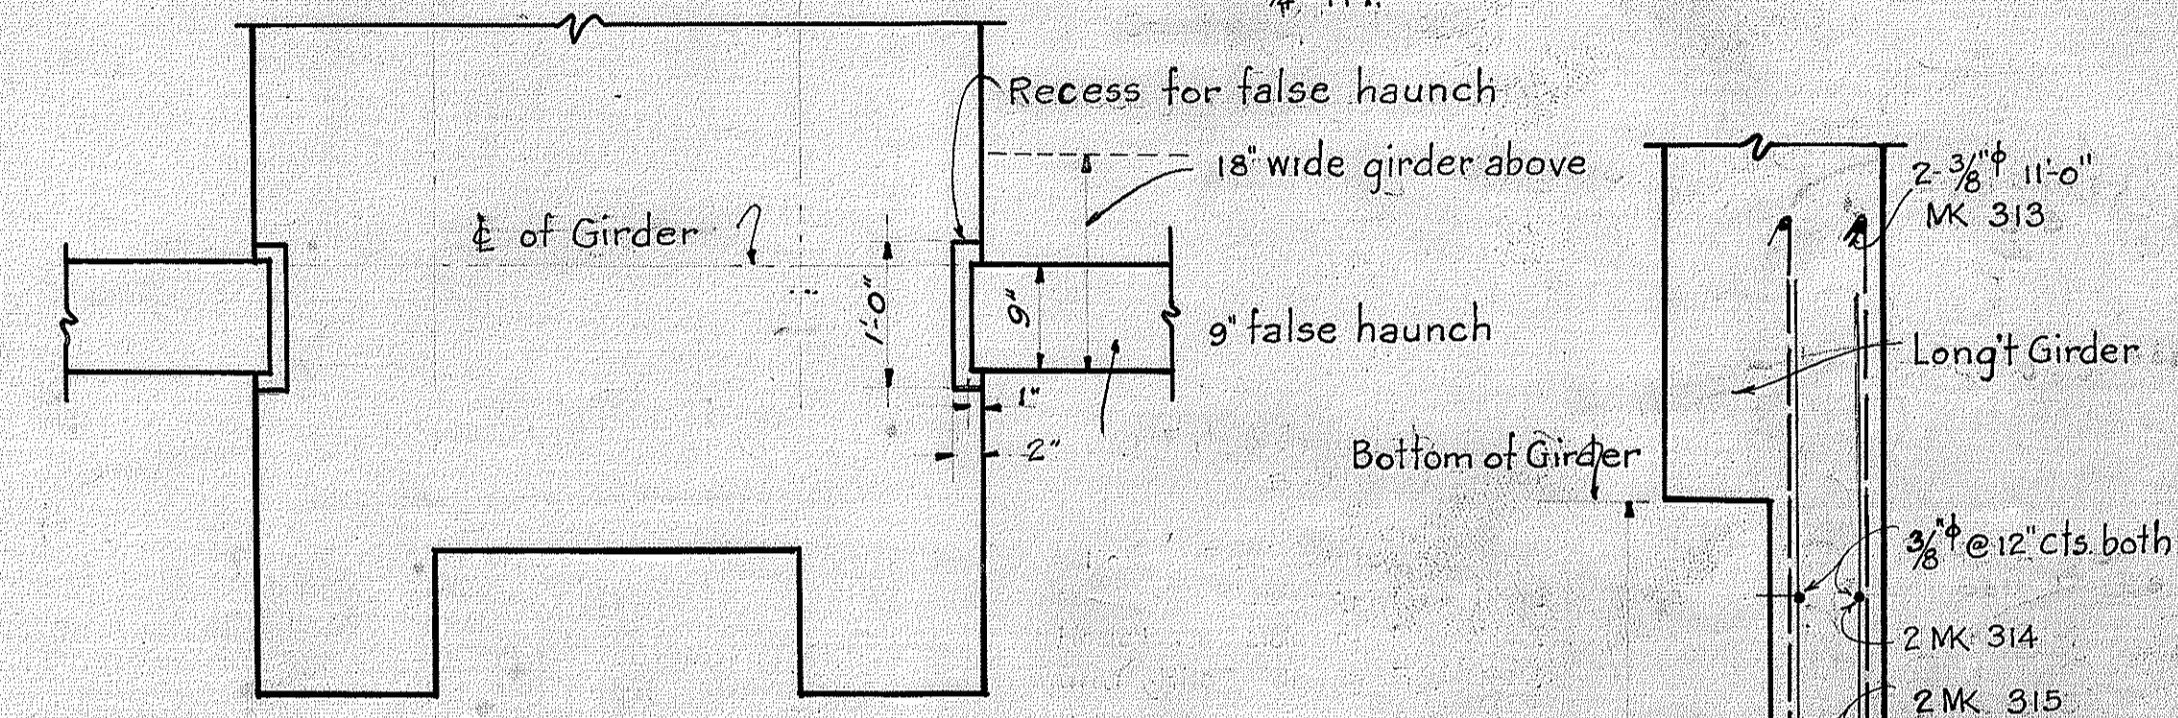 Recess for false haunch
18" wide girder above
℄ of Girder
1'-0"
9"
9" false haunch
1"
2"
2-3/8"ϕ 11'-0"
MK 313
Long't Girder
Bottom of Girder
3/8"ϕ @ 12" cts. both
2 MK 314
2 MK 315